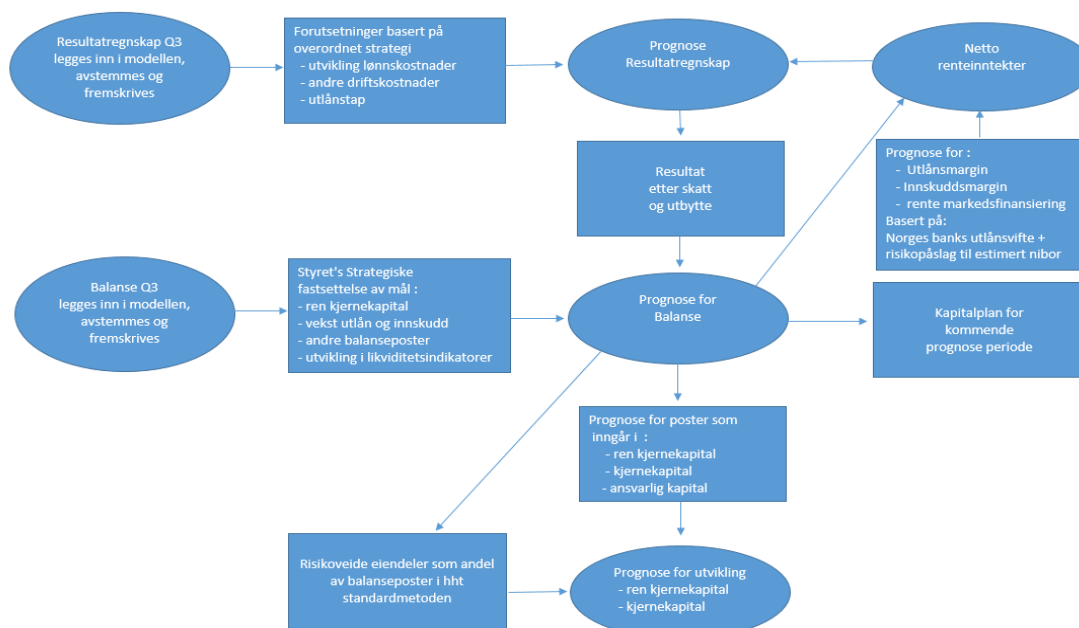 Resultatregnskap Q3
legges inn i modellen,
avstemmes og
fremskrives
Forutsetninger basert på
overordnet strategi
- utvikling lønnskostnader
- andre driftskostnader
- utlånstap
Prognose
Resultatregnskap
Netto
renteinntekter
Resultat
etter skatt
og utbytte
Prognose for :
- Utlånsmargin
- Innskuddsmargin
- rente markedsfinansiering
Basert på:
Norges banks utlånsvifte +
risikopåslag til estimert nibor
Balanse Q3
legges inn i modellen,
avstemmes og
fremskrives
Styret's Strategiske
fastsettelse av mål :
- ren kjernekapital
- vekst utlån og innskudd
- andre balanseposter
- utvikling i likviditetsindikatorer
Prognose for
Balanse
Kapitalplan for
kommende
prognose periode
Prognose for poster som
inngår i :
- ren kjernekapital
- kjernekapital
- ansvarlig kapital
Risikoveide eiendeler som andel
av balanseposter i hht
standardmetoden
Prognose for utvikling
- ren kjernekapital
- kjernekapital